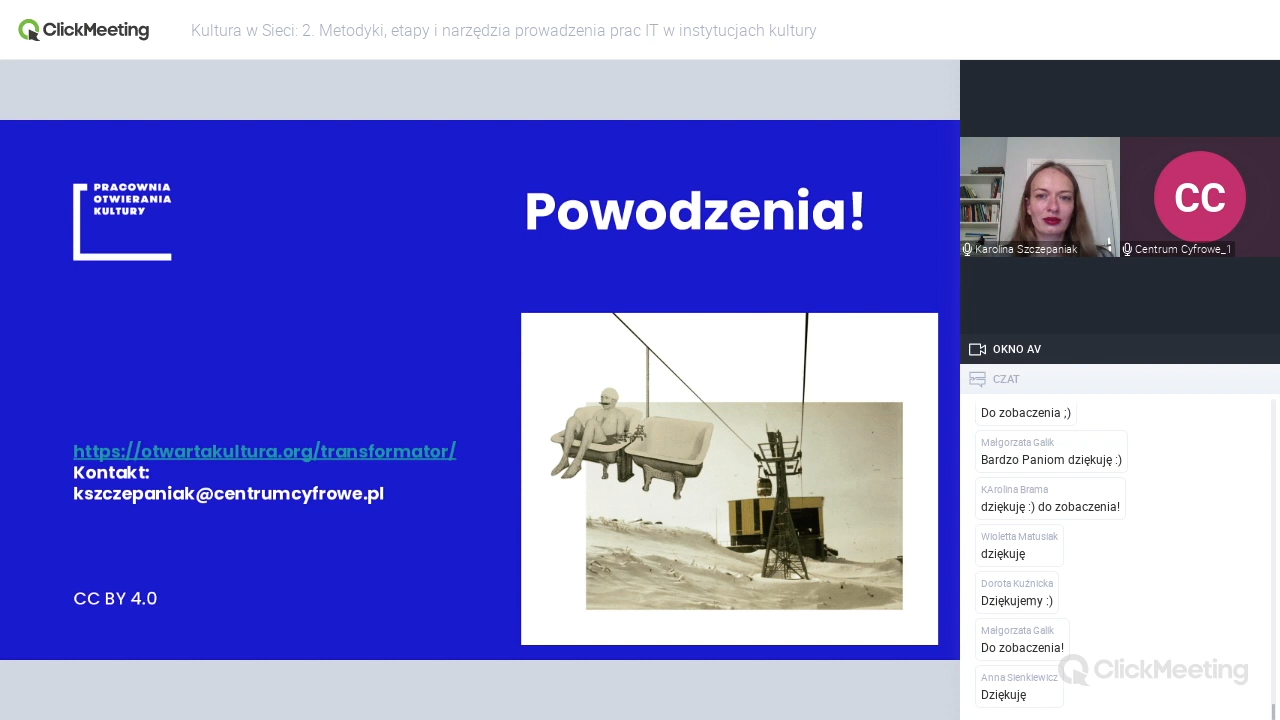 ClickMeeting
Kultura w Sieci: 2. Metodyki, etapy i narzędzia prowadzenia prac IT w instytucjach kultury
PRACOWNIA
OTWIERANIA
KULTURY
Powodzenia!
https://otwartakultura.org/transformator/
Kontakt:
kszczepaniak@centrumcyfrowe.pl
CC BY 4.0
CC
Karolina Szczepaniak
Centrum Cyfrowe_1
OKNO AV
CZAT
Do zobaczenia ;)
Małgorzata Galik
Bardzo Paniom dziękuję :)
KArolina Brama
dziękuję :) do zobaczenia!
Wioletta Matusiak
dziękuję
Dorota Kuźnicka
Dziękujemy :)
Małgorzata Galik
Do zobaczenia!
Anna Sienkiewicz
Dziękuję
ClickMeeting